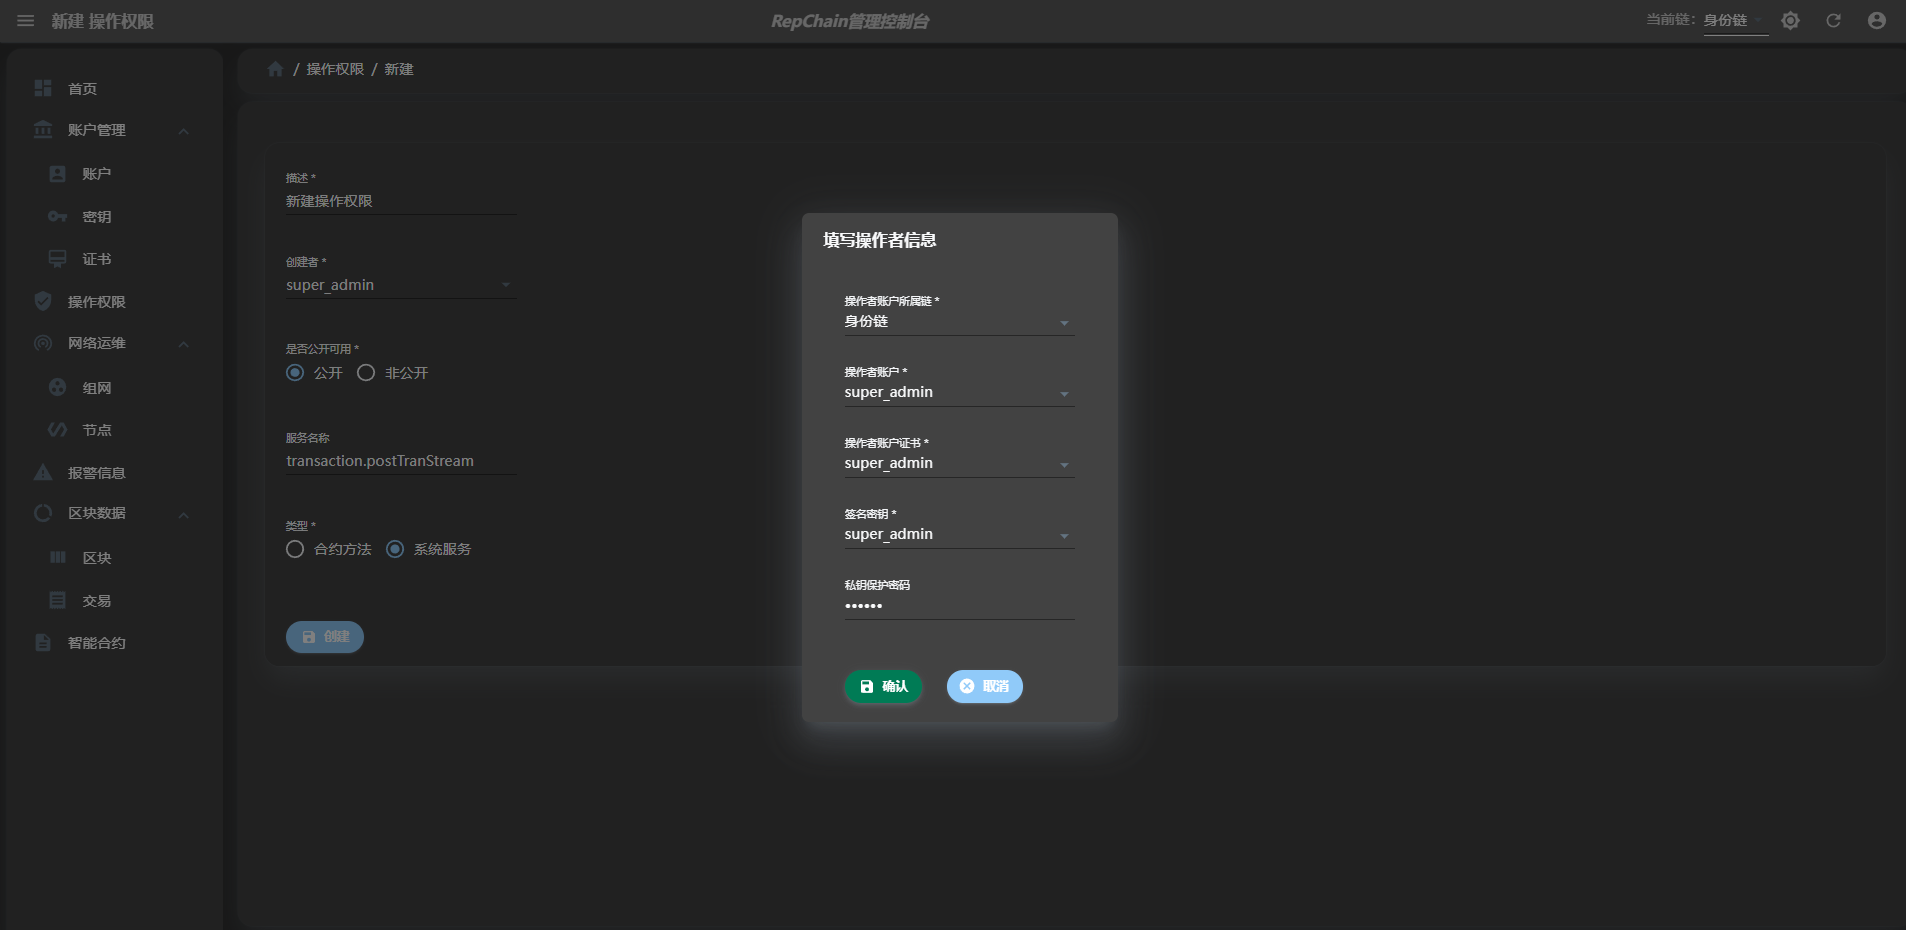 新建 操作权限
RepChain管理控制台
当前链: 身份链
首页
账户管理
账户
密钥
证书
操作权限
网络运维
组网
节点
报警信息
区块数据
区块
交易
智能合约
/ 操作权限 / 新建
描述 *
新建操作权限
创建者 *
super_admin
是否公开可用 *
公开 非公开
服务名称
transaction.postTranStream
类型 *
合约方法 系统服务
创建
填写操作者信息
操作者账户所属链 *
身份链
操作者账户 *
super_admin
操作者账户证书 *
super_admin
签名密钥 *
super_admin
私钥保护密码
••••••
确认 取消